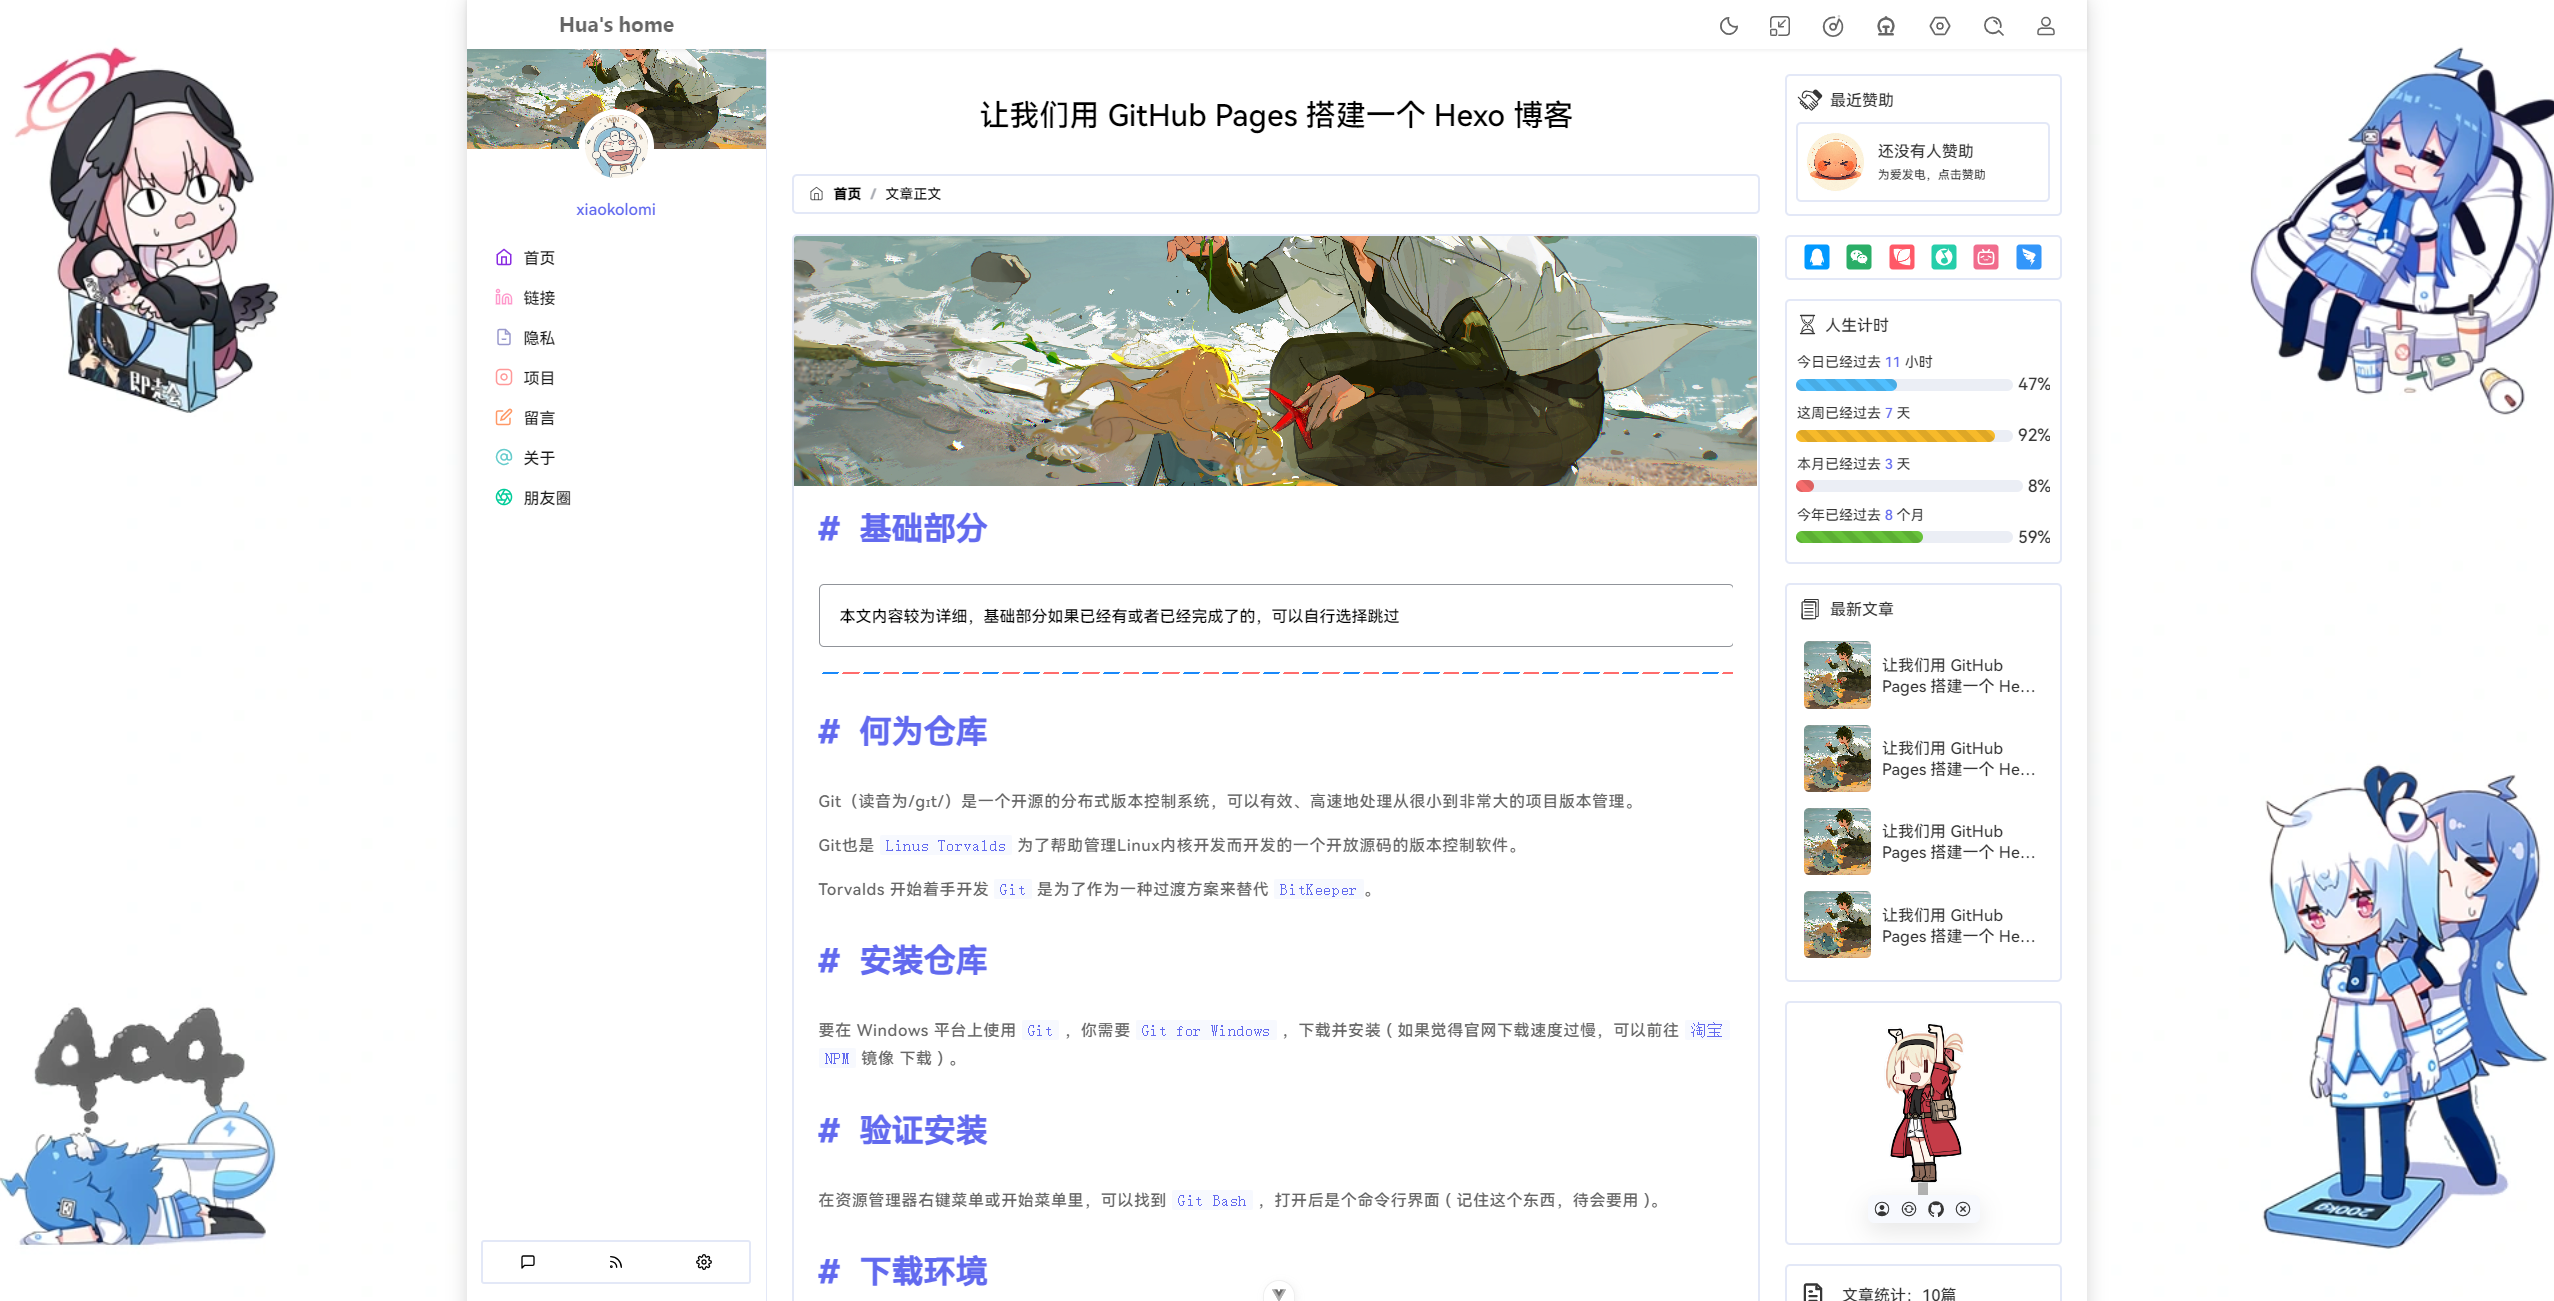 Hua's home
xiaokolomi
首页
链接
隐私
项目
留言
关于
朋友圈
让我们用 GitHub Pages 搭建一个 Hexo 博客
首页 / 文章正文
# 基础部分
本文内容较为详细，基础部分如果已经有或者已经完成了的，可以自行选择跳过
# 何为仓库
Git（读音为/gɪt/）是一个开源的分布式版本控制系统，可以有效、高速地处理从很小到非常大的项目版本管理。
Git也是 Linus Torvalds 为了帮助管理Linux内核开发而开发的一个开放源码的版本控制软件。
Torvalds 开始着手开发 Git 是为了作为一种过渡方案来替代 BitKeeper 。
# 安装仓库
要在 Windows 平台上使用 Git ，你需要 Git for Windows ，下载并安装 ( 如果觉得官网下载速度过慢，可以前往 淘宝
NPM 镜像 下载 ) 。
# 验证安装
在资源管理器右键菜单或开始菜单里，可以找到 Git Bash ，打开后是个命令行界面 ( 记住这个东西，待会要用 )。
# 下载环境
最近赞助
还没有人赞助
为爱发电，点击赞助
人生计时
今日已经过去 11 小时
47%
这周已经过去 7 天
92%
本月已经过去 3 天
8%
今年已经过去 8 个月
59%
最新文章
让我们用 GitHub
Pages 搭建一个 He...
让我们用 GitHub
Pages 搭建一个 He...
让我们用 GitHub
Pages 搭建一个 He...
让我们用 GitHub
Pages 搭建一个 He...
文章统计：10篇
404
200KG